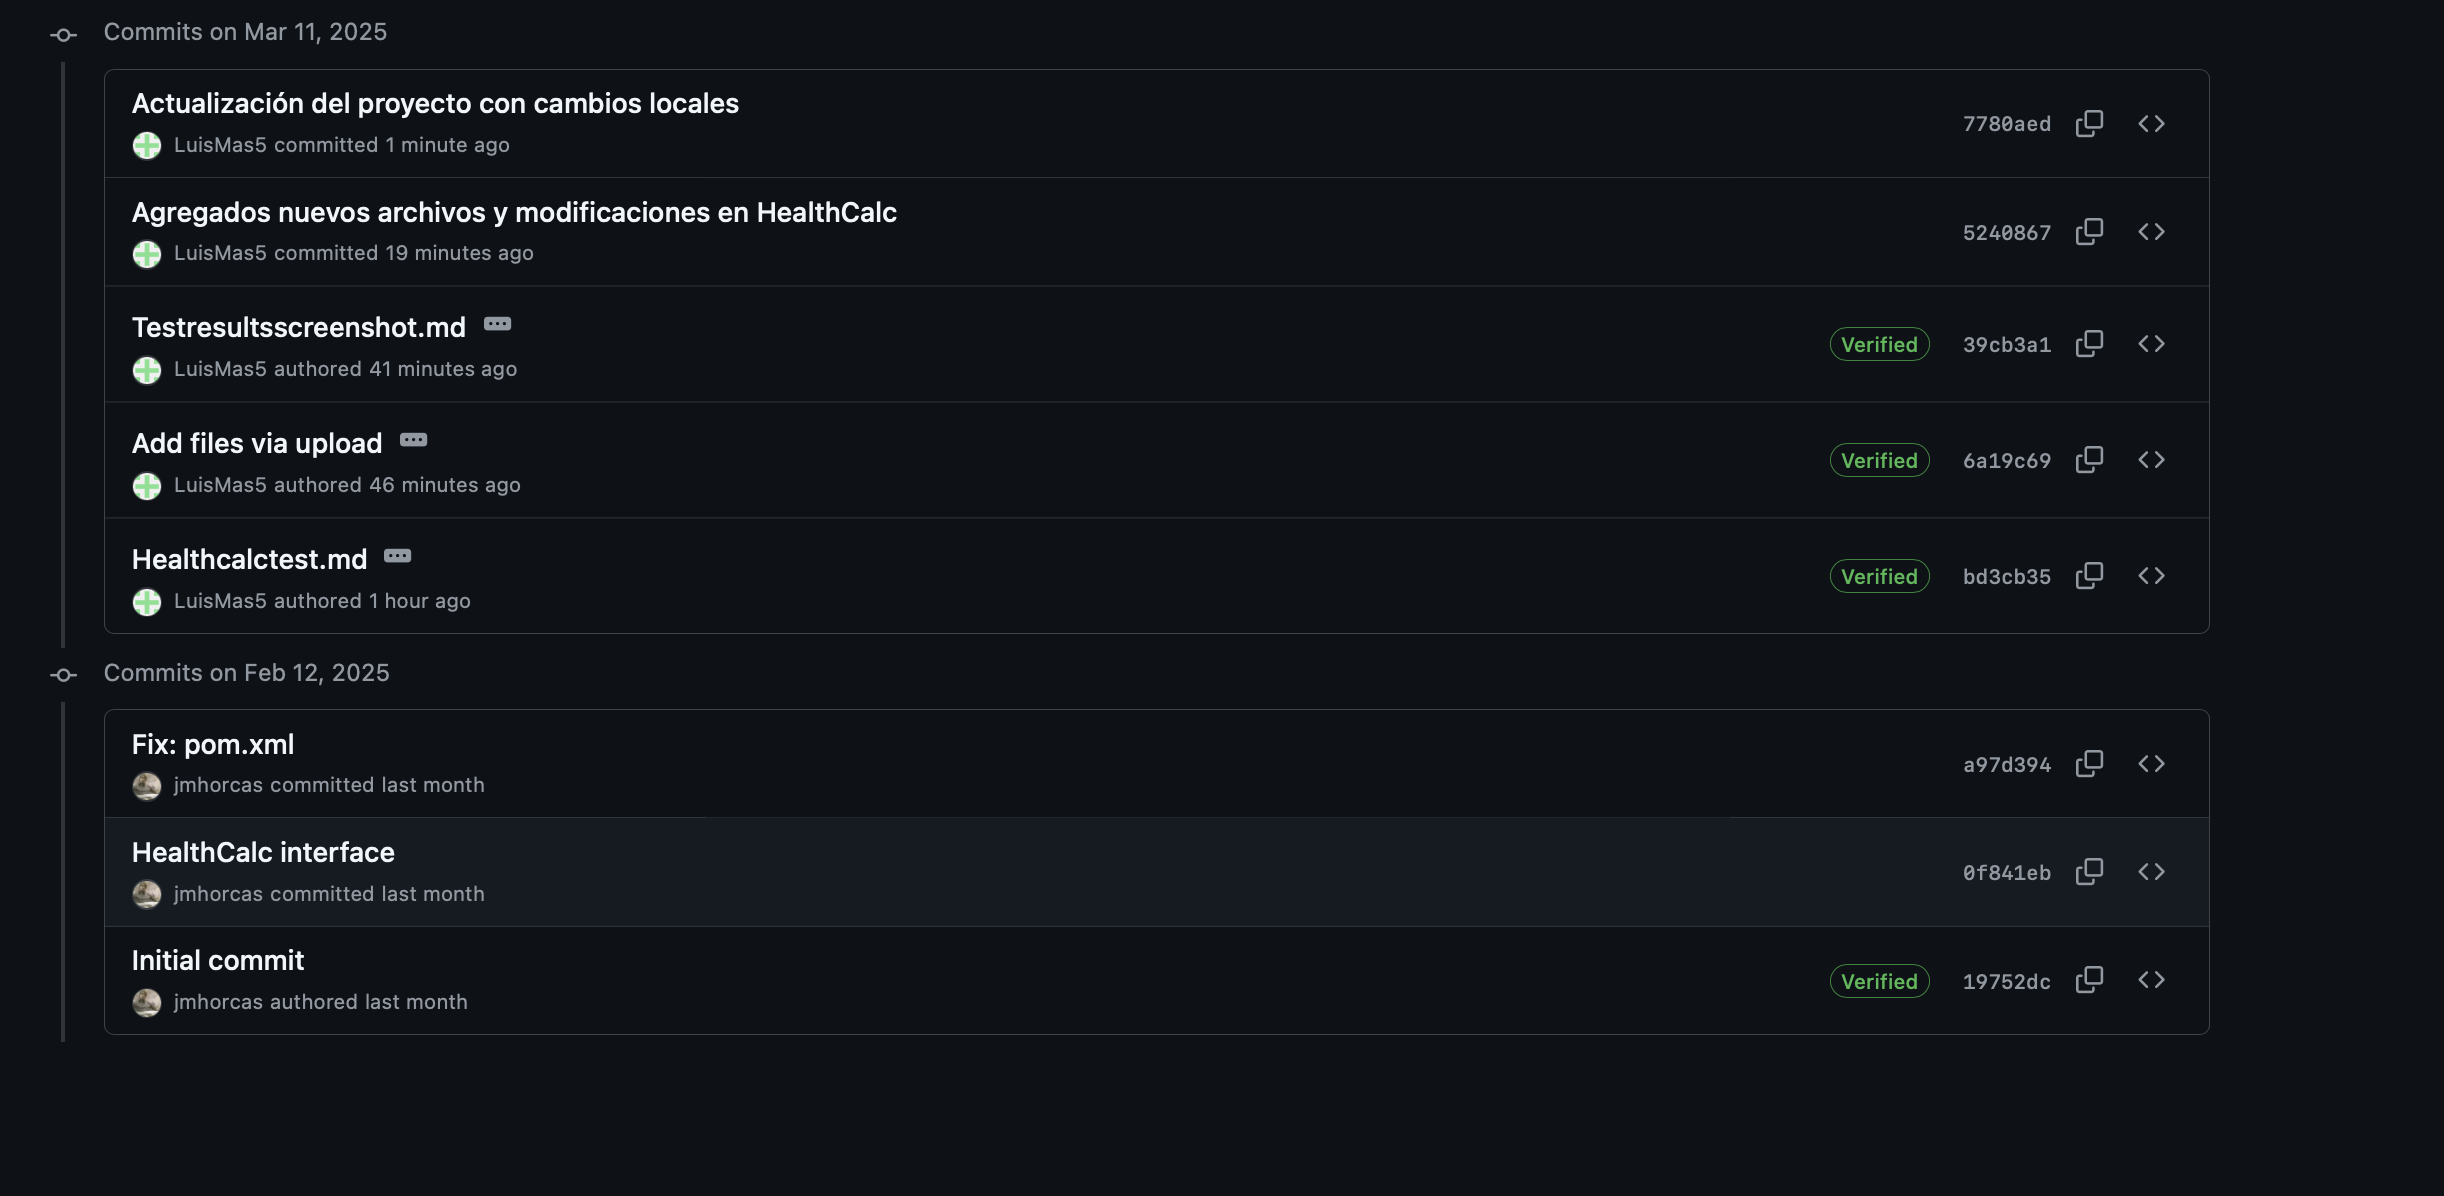 Commits on Mar 11, 2025
Actualización del proyecto con cambios locales
LuisMas5 committed 1 minute ago
7780aed
Agregados nuevos archivos y modificaciones en HealthCalc
LuisMas5 committed 19 minutes ago
5240867
Testresultsscreenshot.md
LuisMas5 authored 41 minutes ago
Verified 39cb3a1
Add files via upload
LuisMas5 authored 46 minutes ago
Verified 6a19c69
Healthcalctest.md
LuisMas5 authored 1 hour ago
Verified bd3cb35
Commits on Feb 12, 2025
Fix: pom.xml
jmhorcas committed last month
a97d394
HealthCalc interface
jmhorcas committed last month
0f841eb
Initial commit
jmhorcas authored last month
Verified 19752dc